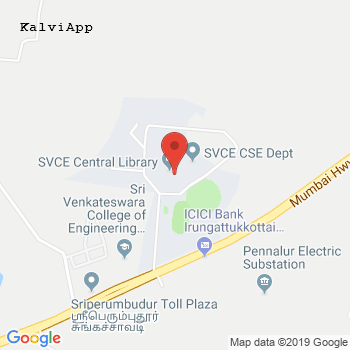 KalviApp
SVCE CSE Dept
SVCE Central Library
Sri
Venkateswara
College of
Engineering...
ICICI Bank
Irungattukkottai...
Mumbai Hw
Pennalur Electric
Substation
Sriperumbudur Toll Plaza
ஸ்ரீபெரும்புதூர்
சுங்கச்சாவடி
Google
Map data ©2019 Google